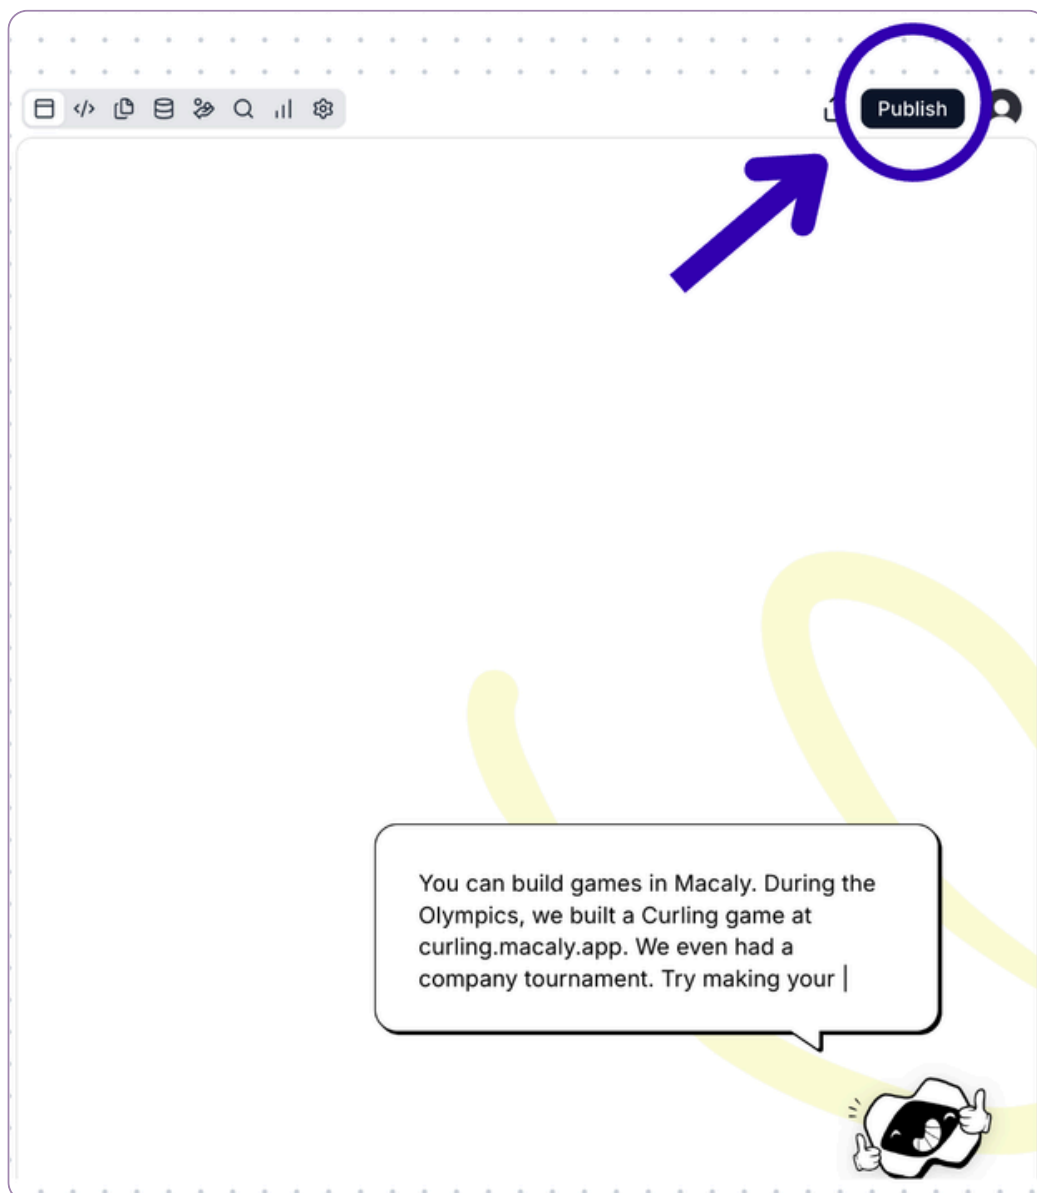 Publish
You can build games in Macaly. During the
Olympics, we built a Curling game at
curling.macaly.app. We even had a
company tournament. Try making your